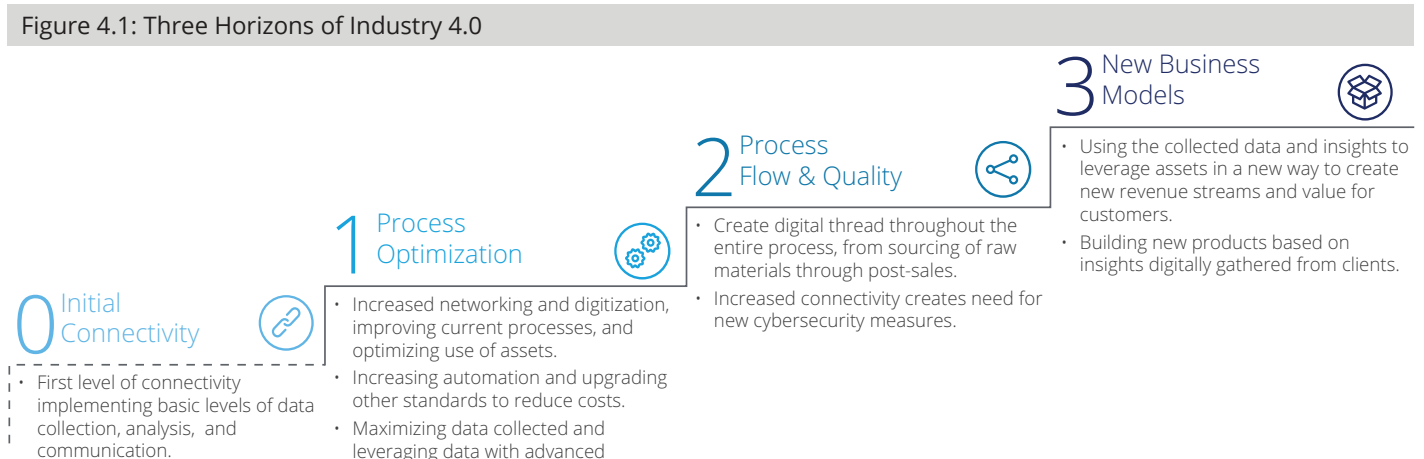 Figure 4.1: Three Horizons of Industry 4.0
0
Initial
Connectivity
• First level of connectivity
implementing basic levels of data
collection, analysis, and
communication.
1
Process
Optimization
• Increased networking and digitization,
improving current processes, and
optimizing use of assets.
• Increasing automation and upgrading
other standards to reduce costs.
• Maximizing data collected and
leveraging data with advanced
2
Process
Flow & Quality
• Create digital thread throughout the
entire process, from sourcing of raw
materials through post-sales.
• Increased connectivity creates need for
new cybersecurity measures.
3
New Business
Models
• Using the collected data and insights to
leverage assets in a new way to create
new revenue streams and value for
customers.
• Building new products based on
insights digitally gathered from clients.